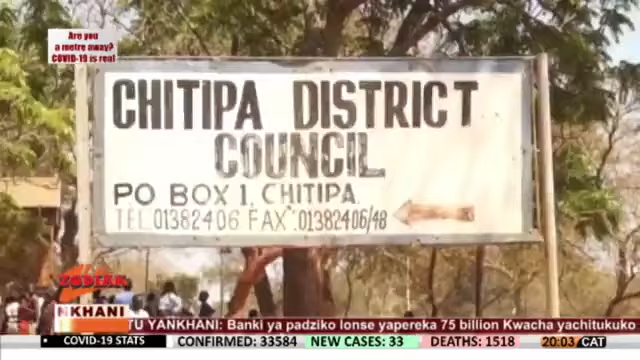 Are you
a metre away?
COVID-19 is real
CHITIPA DISTRICT
COUNCIL
P.O BOX 1, CHITIPA.
TEL.01382406 FAX:.01382406/48
ZODIAK
NKHANI
TU YANKHANI: Banki ya padziko lonse yapereka 75 billion Kwacha yachitukuko
COVID-19 STATS CONFIRMED: 33584 NEW CASES: 33 DEATHS: 1518 20:03 CAT